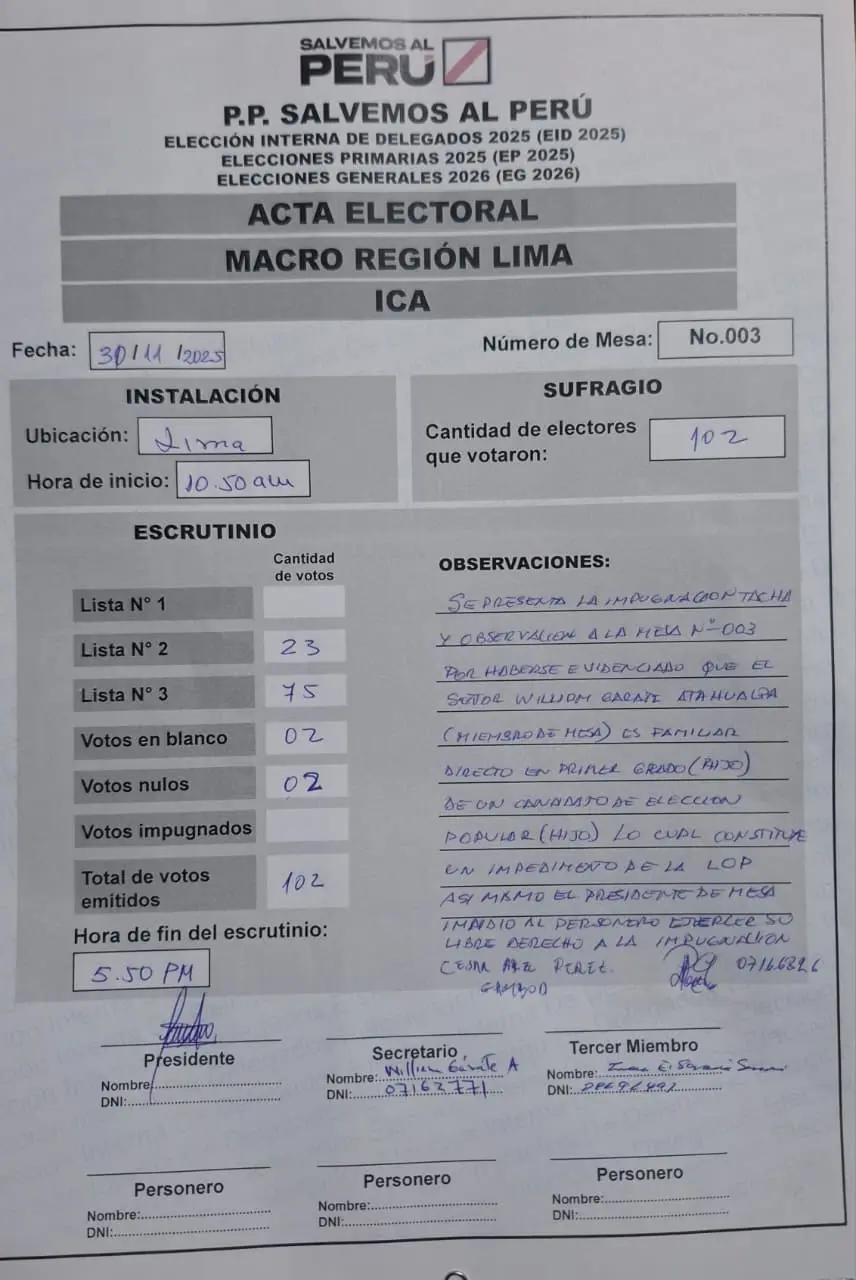 SALVEMOS AL
PERÚ
P.P. SALVEMOS AL PERÚ
ELECCIÓN INTERNA DE DELEGADOS 2025 (EID 2025)
ELECCIONES PRIMARIAS 2025 (EP 2025)
ELECCIONES GENERALES 2026 (EG 2026)
ACTA ELECTORAL
MACRO REGIÓN LIMA
ICA
Fecha: 30/11/2025
Número de Mesa: No.003
INSTALACIÓN
Ubicación: Lima
Hora de inicio: 10.50 am
SUFRAGIO
Cantidad de electores
que votaron: 102
ESCRUTINIO
Cantidad
de votos
Lista N° 1
Lista N° 2 23
Lista N° 3 75
Votos en blanco 02
Votos nulos 02
Votos impugnados
Total de votos
emitidos 102
Hora de fin del escrutinio:
5.50 PM
OBSERVACIONES:
SE PRESENTA LA IMPUGNACION TACHA
Y OBSERVACION A LA MESA N°-003
POR HABERSE EVIDENCIADO QUE EL
SEÑOR WILLIAM GARATE ATAHUALPA
(MIEMBRO DE MESA) ES FAMILIAR
DIRECTO EN PRIMER GRADO (HIJO)
DE UN CANDIDATO DE ELECCION
POPULAR (HIJO) LO CUAL CONSTITUYE
UN IMPEDIMENTO DE LA LOP
ASI MISMO EL PRESIDENTE DE MESA
IMPIDIO AL PERSONERO EJERCER SU
LIBRE DERECHO A LA IMPUGNACION
CESAR PEREZ
Presidente
Nombre:
DNI:
Secretario
Nombre: William Garate A
DNI: 07163771
Tercer Miembro
Nombre:
DNI:
Personero
Nombre:
DNI:
Personero
Nombre:
DNI:
Personero
Nombre:
DNI: